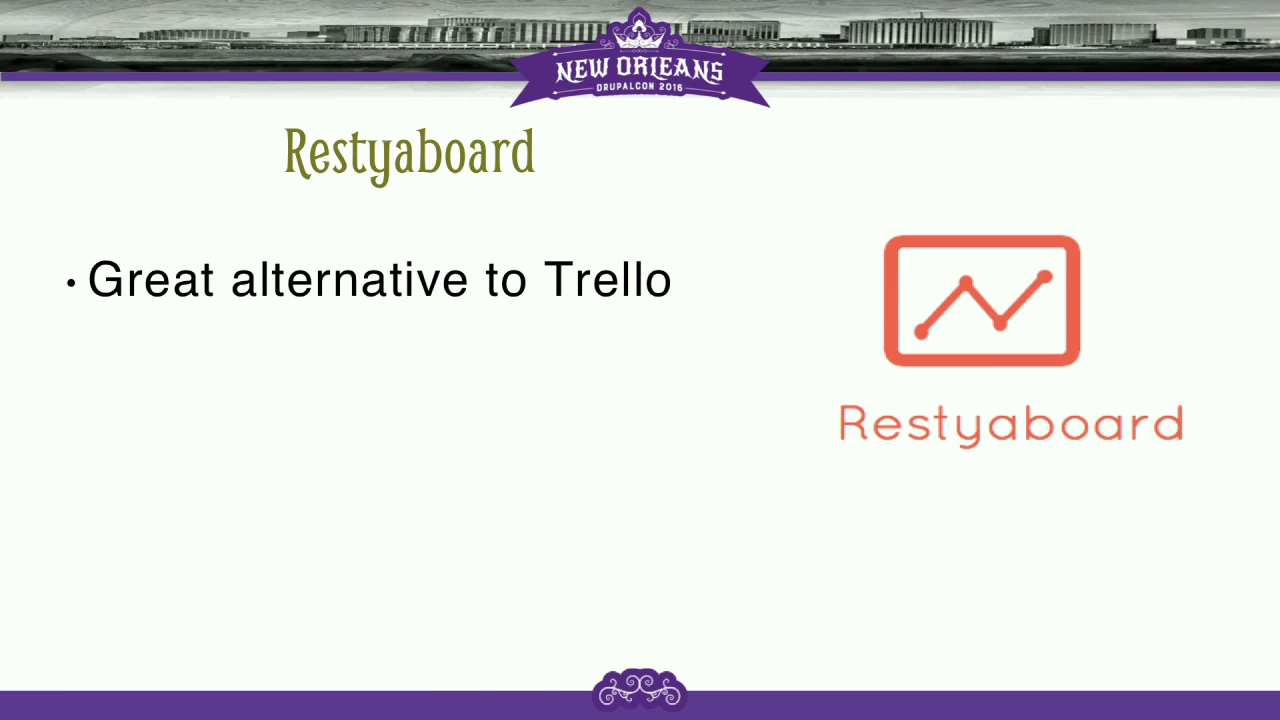 NEW ORLEANS
DRUPALCON 2016
Restyaboard
• Great alternative to Trello
Restyaboard